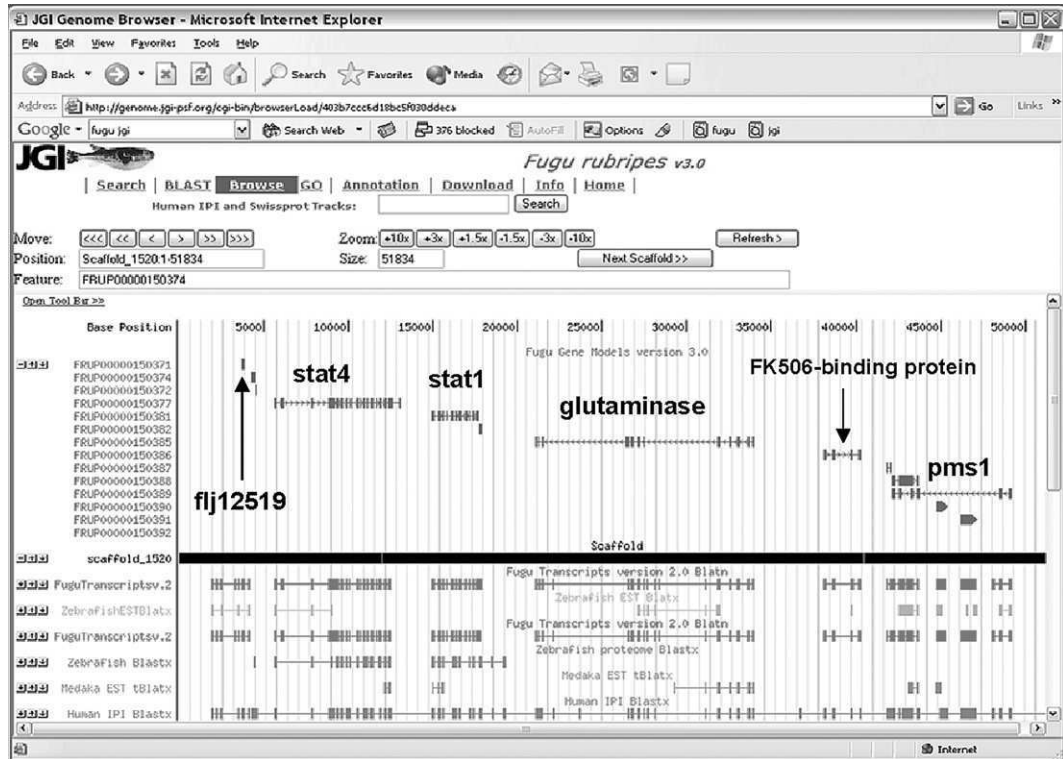 JGI Genome Browser - Microsoft Internet Explorer
File Edit View Favorites Tools Help
Back Search Favorites Media
Address http://genome.jgi-psf.org/cgi-bin/browserLoad/403b7ccc6d18bc5f030ddeca Go Links »
Google fugu jgi Search Web 376 blocked AutoFill Options fugu jgi
JGI Fugu rubripes v3.0
| Search | BLAST Browse GO | Annotation | Download | Info | Home |
Human IPI and Swissprot Tracks: Search
Move: <<< << < > >> >>> Zoom: +10x +3x +1.5x -1.5x -3x -10x Refresh >
Position: Scaffold_1520:1-51834 Size: 51834 Next Scaffold >>
Feature: FRUP00000150374
Open Tool Bar >>
Base Position 5000| 10000| 15000| 20000| 25000| 30000| 35000| 40000| 45000| 50000|
Fugu Gene Models version 3.0
FRUP00000150371
FRUP00000150374
FRUP00000150372
FRUP00000150377
FRUP00000150381
FRUP00000150382
FRUP00000150385
FRUP00000150386
FRUP00000150387
FRUP00000150388
FRUP00000150389
FRUP00000150390
FRUP00000150391
FRUP00000150392
stat4
stat1
glutaminase
FK506-binding protein
pms1
flj12519
Scaffold
scaffold_1520
Fugu Transcripts version 2.0 Blatn
FuguTranscriptsv.2
Zebrafish EST Blatx
ZebrafishESTBlatx
Fugu Transcripts version 2.0 Blatn
FuguTranscriptsv.2
Zebrafish proteome Blastx
Zebrafish Blastx
Medaka EST tBlatx
Medaka EST tBlatx
Human IPI Blastx
Human IPI Blastx
Internet